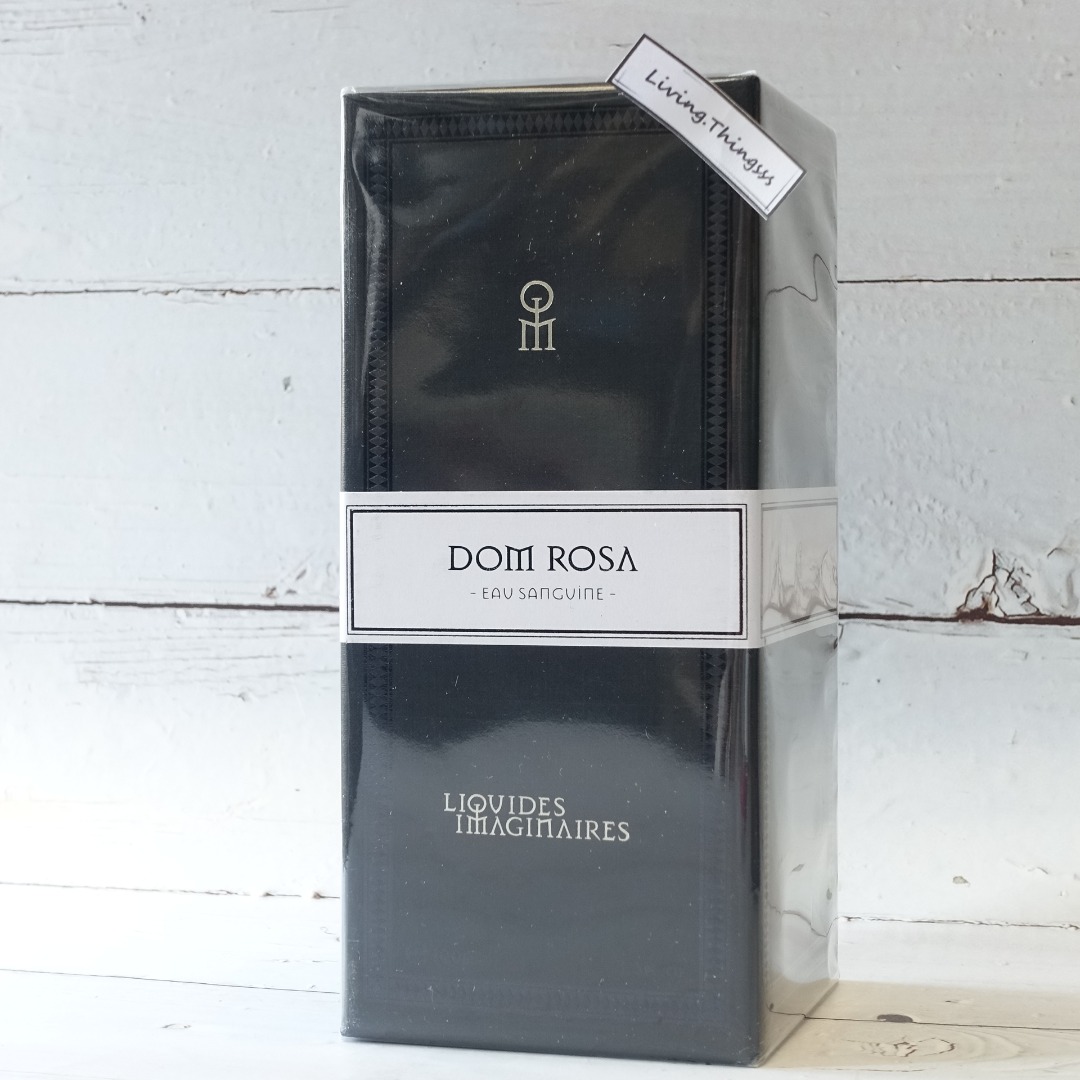 Living.Thingsss
DOM ROSA
- EAU SANGUINE -
LIQUIDES
IMAGINAIRES